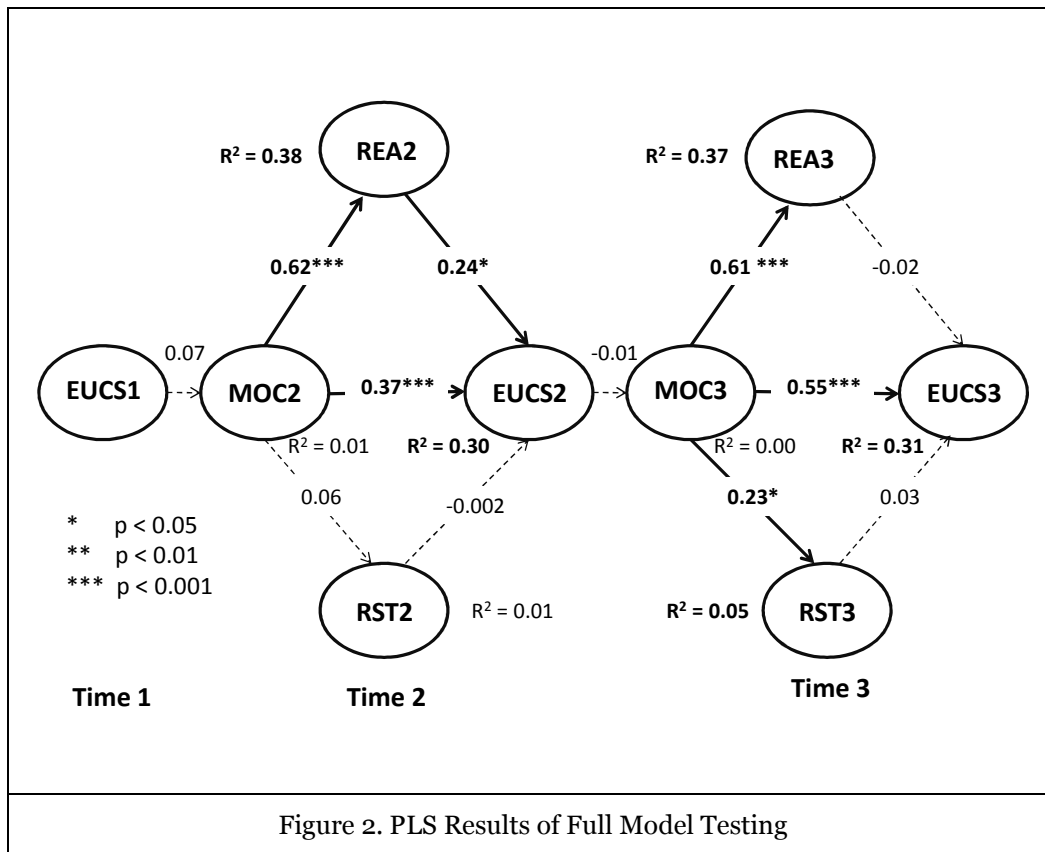 REA2
R² = 0.38
REA3
R² = 0.37
0.62***
0.24*
0.61 ***
-0.02
EUCS1
0.07
MOC2
R² = 0.01
0.37***
EUCS2
R² = 0.30
-0.01
MOC3
R² = 0.00
0.55***
EUCS3
R² = 0.31
0.06
-0.002
0.23*
0.03
* p < 0.05
** p < 0.01
*** p < 0.001
RST2
R² = 0.01
R² = 0.05
RST3
Time 1
Time 2
Time 3
Figure 2. PLS Results of Full Model Testing